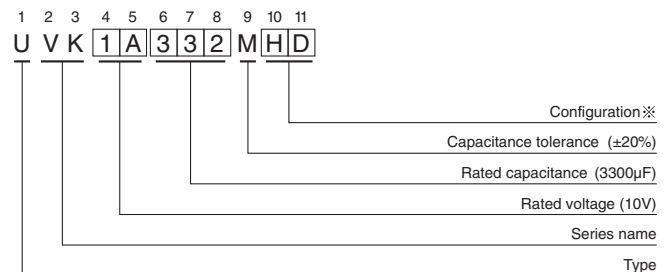 1 2 3 4 5 6 7 8 9 10 11
U V K 1 A 3 3 2 M H D
Configuration※
Capacitance tolerance (±20%)
Rated capacitance (3300µF)
Rated voltage (10V)
Series name
Type